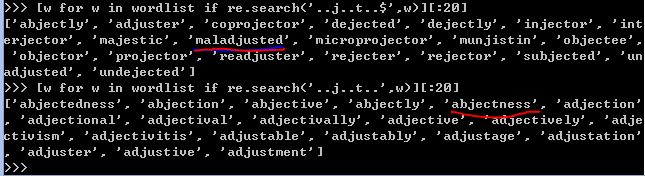 >>> [w for w in wordlist if re.search('..j..t..$',w)][:20]
['abjectly', 'adjuster', 'coprojector', 'dejected', 'dejectly', 'injector', 'int
erjector', 'majestic', 'maladjusted', 'microprojector', 'munjistin', 'objectee',
 'objector', 'projector', 'readjuster', 'rejecter', 'rejector', 'subjected', 'un
adjusted', 'undejected']
>>> [w for w in wordlist if re.search('..j..t..',w)][:20]
['abjectedness', 'abjection', 'abjective', 'abjectly', 'abjectness', 'adjection'
, 'adjectional', 'adjectival', 'adjectivally', 'adjective', 'adjectively', 'adje
ctivism', 'adjectivitis', 'adjustable', 'adjustably', 'adjustage', 'adjustation'
, 'adjuster', 'adjustive', 'adjustment']
>>>